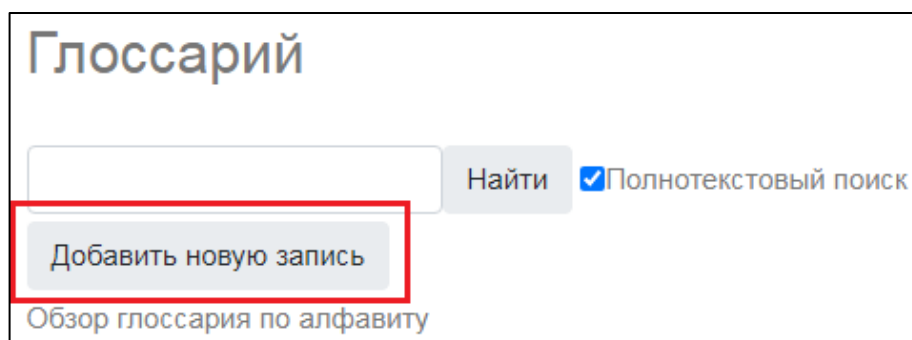 Глоссарий
Найти Полнотекстовый поиск
Добавить новую запись
Обзор глоссария по алфавиту